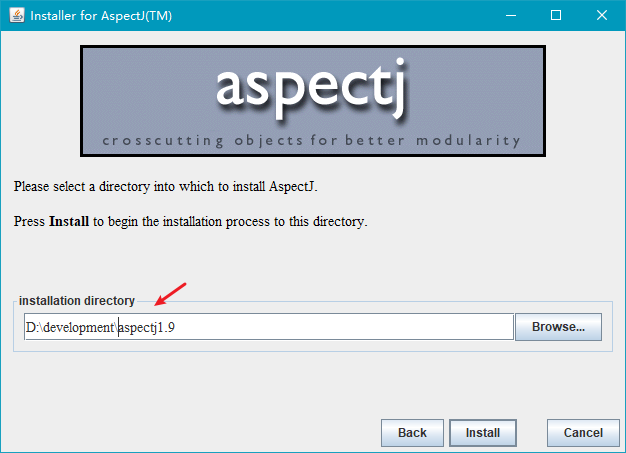 Installer for AspectJ(TM)
aspectj
crosscutting objects for better modularity
Please select a directory into which to install AspectJ.
Press Install to begin the installation process to this directory.
installation directory
D:\development\aspectj1.9
Browse...
Back Install Cancel